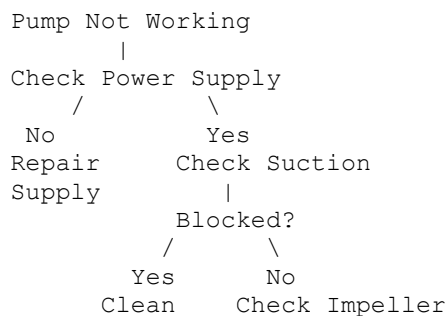 Pump Not Working
|
Check Power Supply
/ \
No Yes
Repair Check Suction
Supply |
Blocked?
/ \
Yes No
Clean Check Impeller